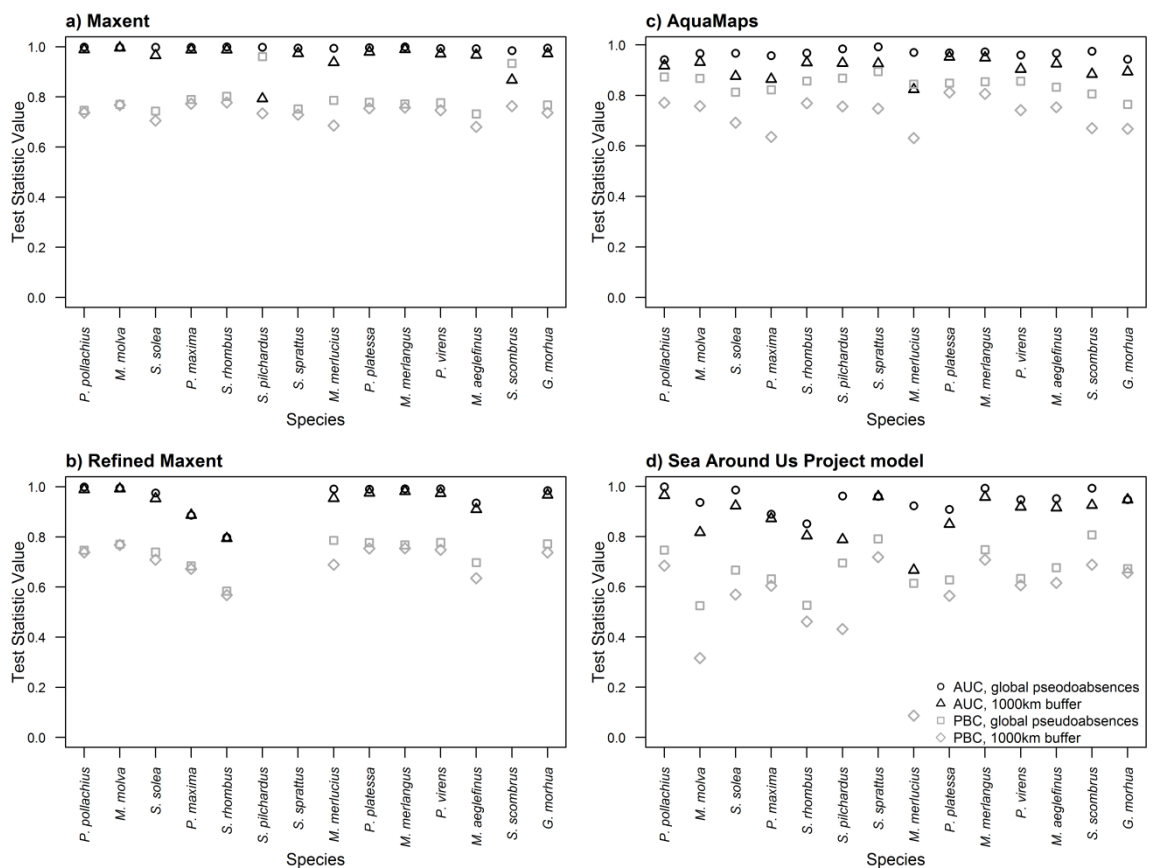 a) Maxent
Test Statistic Value
1.0
0.8
0.6
0.4
0.2
0.0
P. pollachius
M. molva
S. solea
P. maxima
S. rhombus
S. pilchardus
S. sprattus
M. merlucius
P. platessa
M. merlangus
P. virens
M. aeglefinus
S. scombrus
G. morhua
Species
c) AquaMaps
Test Statistic Value
1.0
0.8
0.6
0.4
0.2
0.0
P. pollachius
M. molva
S. solea
P. maxima
S. rhombus
S. pilchardus
S. sprattus
M. merlucius
P. platessa
M. merlangus
P. virens
M. aeglefinus
S. scombrus
G. morhua
Species
b) Refined Maxent
Test Statistic Value
1.0
0.8
0.6
0.4
0.2
0.0
P. pollachius
M. molva
S. solea
P. maxima
S. rhombus
S. pilchardus
S. sprattus
M. merlucius
P. platessa
M. merlangus
P. virens
M. aeglefinus
S. scombrus
G. morhua
Species
d) Sea Around Us Project model
Test Statistic Value
1.0
0.8
0.6
0.4
0.2
0.0
AUC, global pseodoabsences
AUC, 1000km buffer
PBC, global pseudoabsences
PBC, 1000km buffer
P. pollachius
M. molva
S. solea
P. maxima
S. rhombus
S. pilchardus
S. sprattus
M. merlucius
P. platessa
M. merlangus
P. virens
M. aeglefinus
S. scombrus
G. morhua
Species